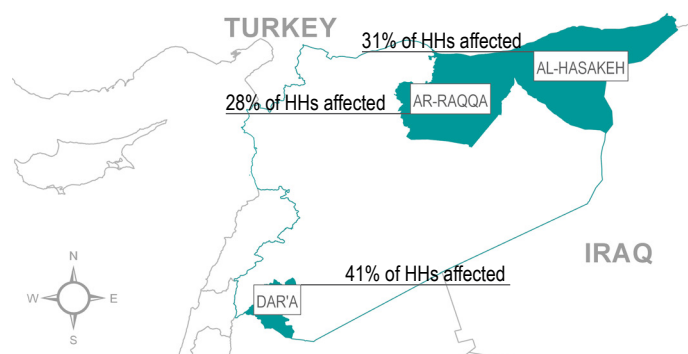 TURKEY
31% of HHs affected
AL-HASAKEH
28% of HHs affected
AR-RAQQA
IRAQ
41% of HHs affected
DAR'A
N
W
E
S